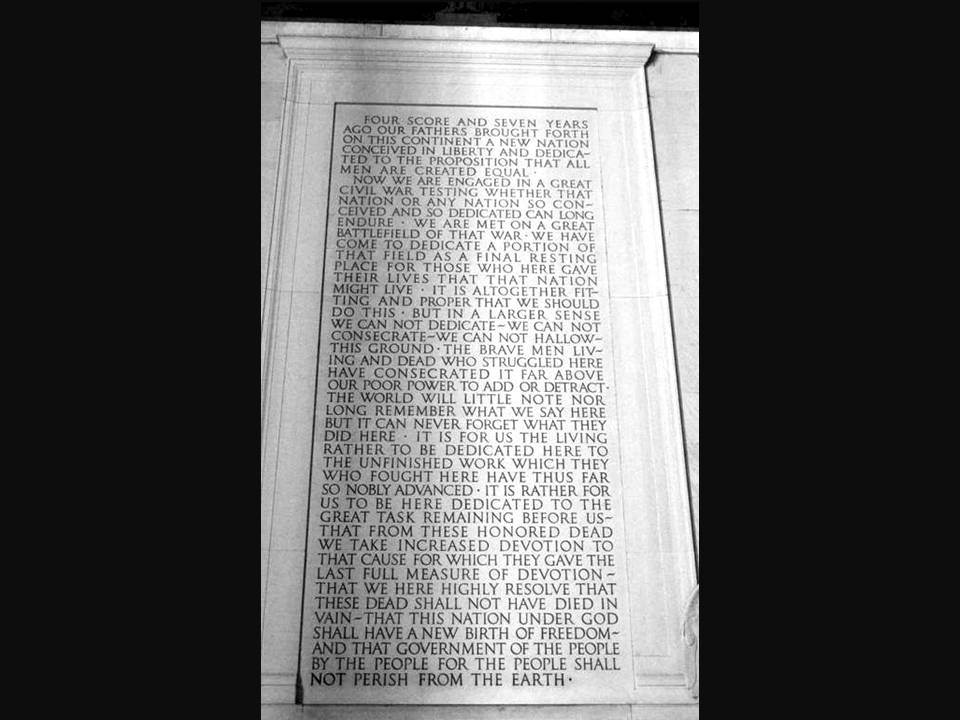 FOUR SCORE AND SEVEN YEARS
AGO OUR FATHERS BROUGHT FORTH
ON THIS CONTINENT A NEW NATION
CONCEIVED IN LIBERTY AND DEDICA~
TED TO THE PROPOSITION THAT ALL
MEN ARE CREATED EQUAL ·
NOW WE ARE ENGAGED IN A GREAT
CIVIL WAR TESTING WHETHER THAT
NATION OR ANY NATION SO CON~
CEIVED AND SO DEDICATED CAN LONG
ENDURE · WE ARE MET ON A GREAT
BATTLEFIELD OF THAT WAR · WE HAVE
COME TO DEDICATE A PORTION OF
THAT FIELD AS A FINAL RESTING
PLACE FOR THOSE WHO HERE GAVE
THEIR LIVES THAT THAT NATION
MIGHT LIVE · IT IS ALTOGETHER FIT~
TING AND PROPER THAT WE SHOULD
DO THIS · BUT IN A LARGER SENSE
WE CAN NOT DEDICATE~WE CAN NOT
CONSECRATE~WE CAN NOT HALLOW~
THIS GROUND · THE BRAVE MEN LIV~
ING AND DEAD WHO STRUGGLED HERE
HAVE CONSECRATED IT FAR ABOVE
OUR POOR POWER TO ADD OR DETRACT·
THE WORLD WILL LITTLE NOTE NOR
LONG REMEMBER WHAT WE SAY HERE
BUT IT CAN NEVER FORGET WHAT THEY
DID HERE · IT IS FOR US THE LIVING
RATHER TO BE DEDICATED HERE TO
THE UNFINISHED WORK WHICH THEY
WHO FOUGHT HERE HAVE THUS FAR
SO NOBLY ADVANCED · IT IS RATHER FOR
US TO BE HERE DEDICATED TO THE
GREAT TASK REMAINING BEFORE US~
THAT FROM THESE HONORED DEAD
WE TAKE INCREASED DEVOTION TO
THAT CAUSE FOR WHICH THEY GAVE THE
LAST FULL MEASURE OF DEVOTION~
THAT WE HERE HIGHLY RESOLVE THAT
THESE DEAD SHALL NOT HAVE DIED IN
VAIN~THAT THIS NATION UNDER GOD
SHALL HAVE A NEW BIRTH OF FREEDOM~
AND THAT GOVERNMENT OF THE PEOPLE
BY THE PEOPLE FOR THE PEOPLE SHALL
NOT PERISH FROM THE EARTH ·